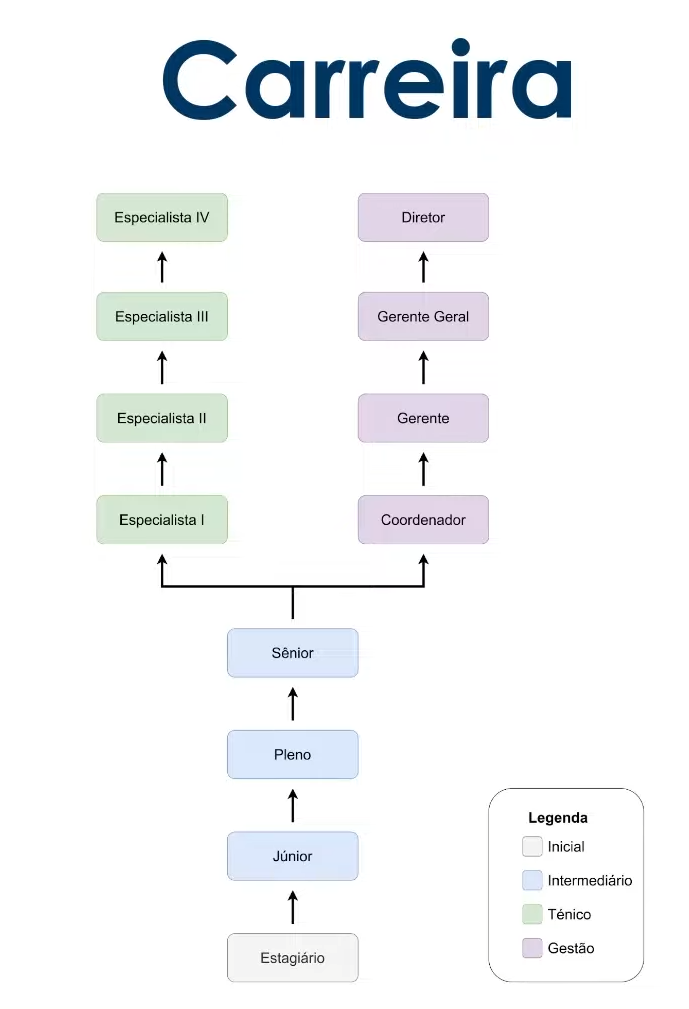 Carreira
Especialista IV
Diretor
Especialista III
Gerente Geral
Especialista II
Gerente
Especialista I
Coordenador
Sênior
Pleno
Júnior
Estagiário
Legenda
Inicial
Intermediário
Ténico
Gestão